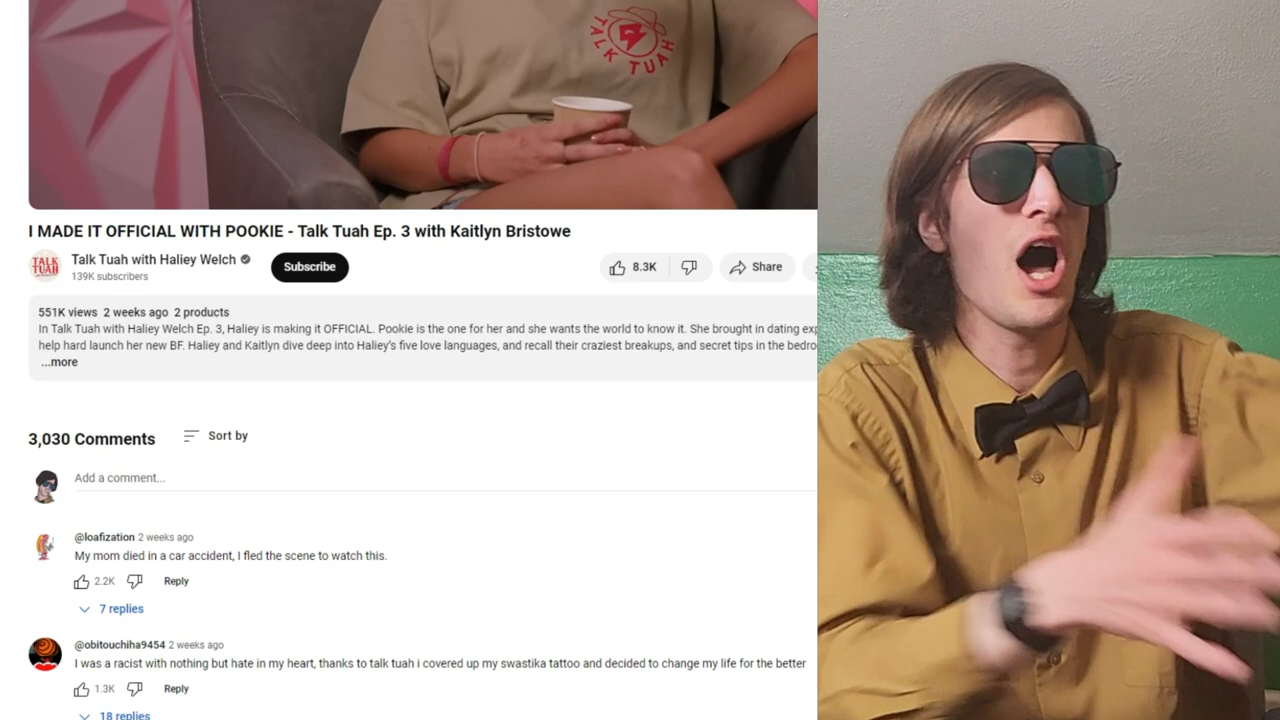 TALK TUAH
I MADE IT OFFICIAL WITH POOKIE - Talk Tuah Ep. 3 with Kaitlyn Bristowe
TALK
TUAH
Talk Tuah with Haliey Welch
139K subscribers
Subscribe
8.3K
Share
551K views 2 weeks ago 2 products
In Talk Tuah with Haliey Welch Ep. 3, Haliey is making it OFFICIAL. Pookie is the one for her and she wants the world to know it. She brought in dating exp
help hard launch her new BF. Haliey and Kaitlyn dive deep into Haliey's five love languages, and recall their craziest breakups, and secret tips in the bedro
...more
3,030 Comments
Sort by
Add a comment...
@loafization 2 weeks ago
My mom died in a car accident, I fled the scene to watch this.
2.2K Reply
7 replies
@obitouchiha9454 2 weeks ago
I was a racist with nothing but hate in my heart, thanks to talk tuah i covered up my swastika tattoo and decided to change my life for the better
1.3K Reply
18 replies